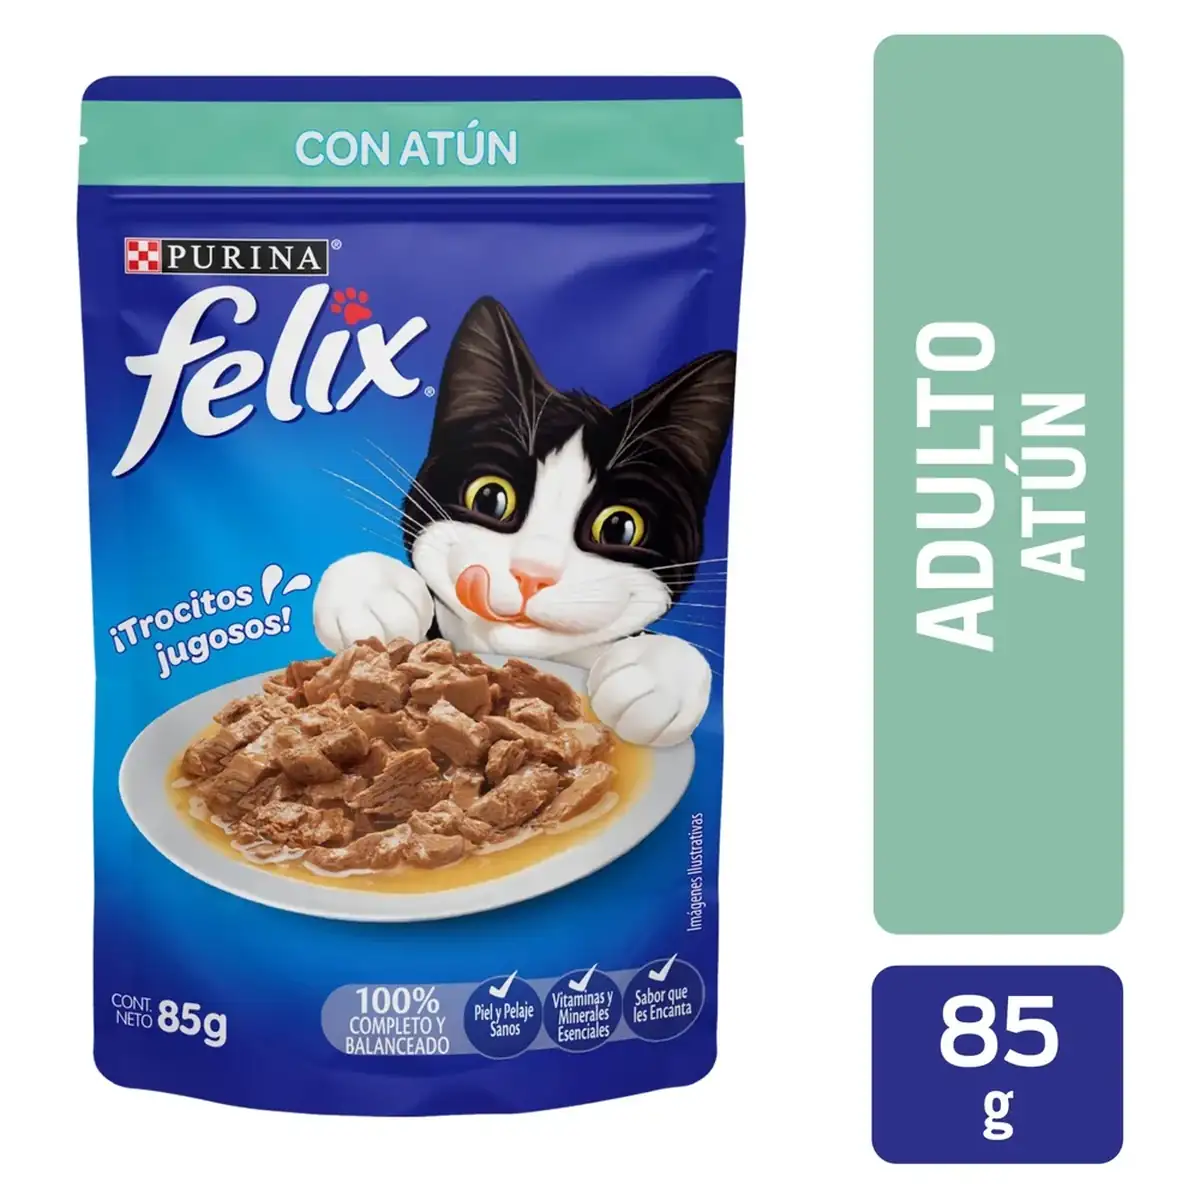 CON ATÚN
PURINA®
felix®
¡Trocitos
jugosos!
Imágenes Ilustrativas
CONT.
NETO 85g
100%
COMPLETO Y
BALANCEADO
Piel y Pelaje
Sanos
Vitaminas y
Minerales
Esenciales
Sabor que
les Encanta
ADULTO
ATÚN
85
g